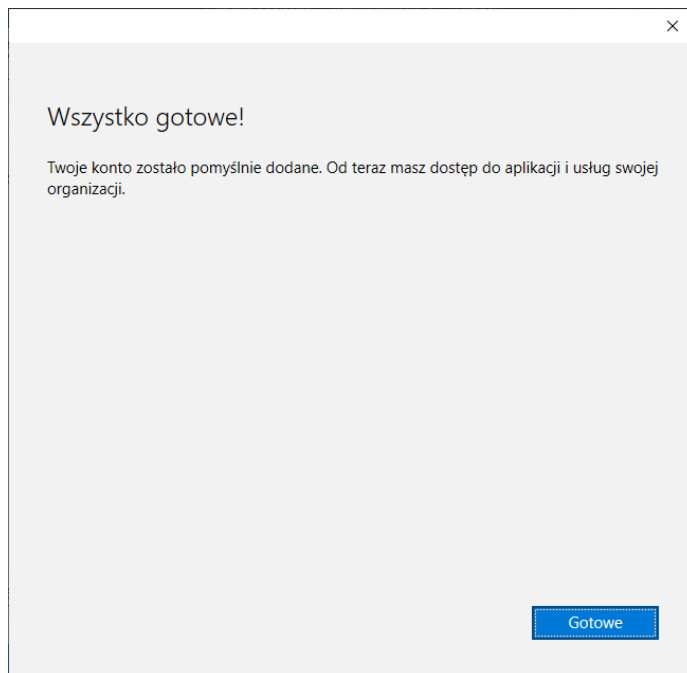 Wszystko gotowe!
Twoje konto zostało pomyślnie dodane. Od teraz masz dostęp do aplikacji i usług swojej
organizacji.
Gotowe